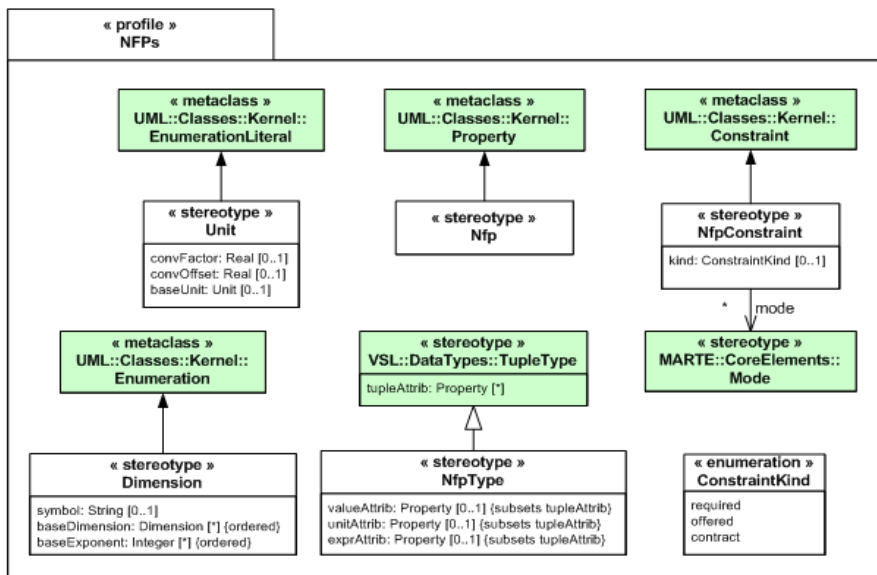 « profile »
NFPs
« metaclass »
UML::Classes::Kernel::
EnumerationLiteral
« metaclass »
UML::Classes::Kernel::
Property
« metaclass »
UML::Classes::Kernel::
Constraint
« stereotype »
Unit
convFactor: Real [0..1]
convOffset: Real [0..1]
baseUnit: Unit [0..1]
« stereotype »
Nfp
« stereotype »
NfpConstraint
kind: ConstraintKind [0..1]
* mode
« metaclass »
UML::Classes::Kernel::
Enumeration
« stereotype »
VSL::DataTypes::TupleType
tupleAttrib: Property [*]
« stereotype »
MARTE::CoreElements::
Mode
« stereotype »
Dimension
symbol: String [0..1]
baseDimension: Dimension [*] {ordered}
baseExponent: Integer [*] {ordered}
« stereotype »
NfpType
valueAttrib: Property [0..1] {subsets tupleAttrib}
unitAttrib: Property [0..1] {subsets tupleAttrib}
exprAttrib: Property [0..1] {subsets tupleAttrib}
« enumeration »
ConstraintKind
required
offered
contract